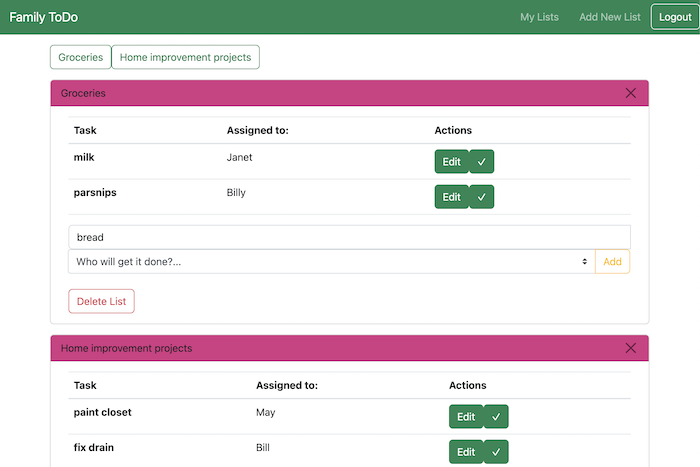 Family ToDo My Lists Add New List Logout
Groceries Home improvement projects
Groceries
Task Assigned to: Actions
milk Janet Edit ✓
parsnips Billy Edit ✓
bread
Who will get it done?... Add
Delete List
Home improvement projects
Task Assigned to: Actions
paint closet May Edit ✓
fix drain Bill Edit ✓